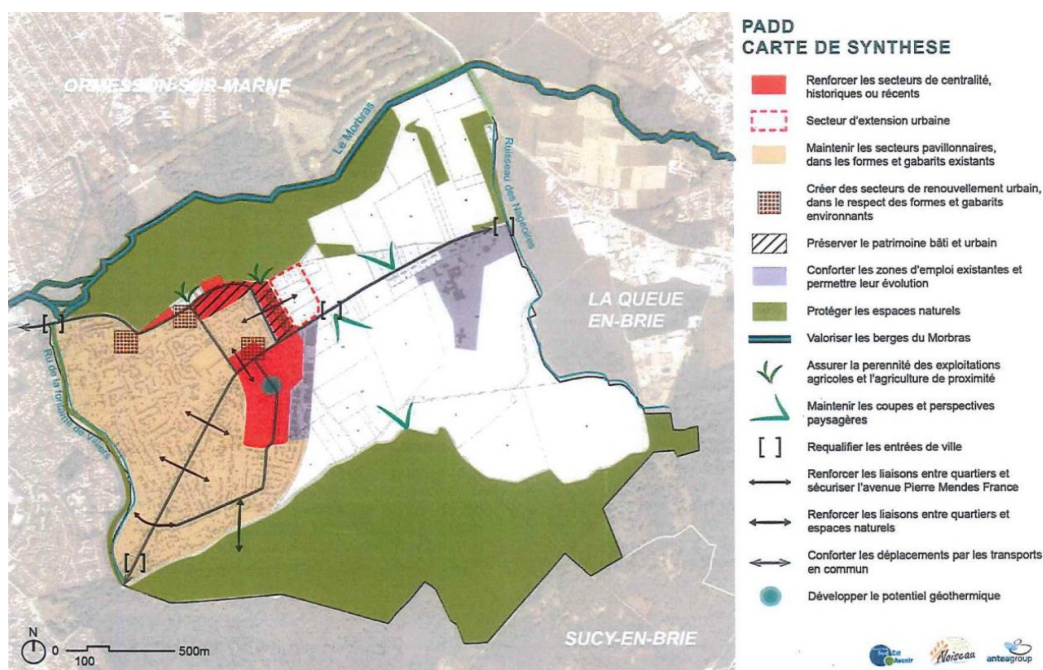 PADD
CARTE DE SYNTHESE
Renforcer les secteurs de centralité,
historiques ou récents
Secteur d'extension urbaine
Maintenir les secteurs pavillonnaires,
dans les formes et gabarits existants
Créer des secteurs de renouvellement urbain,
dans le respect des formes et gabarits
environnants
Préserver le patrimoine bâti et urbain
Conforter les zones d'emploi existantes et
permettre leur évolution
Protéger les espaces naturels
Valoriser les berges du Morbras
Assurer la perennité des exploitations
agricoles et l'agriculture de proximité
Maintenir les coupes et perspectives
paysagères
Requalifier les entrées de ville
Renforcer les liaisons entre quartiers et
sécuriser l'avenue Pierre Mendes France
Renforcer les liaisons entre quartiers et
espaces naturels
Conforter les déplacements par les transports
en commun
Développer le potentiel géothermique
ORMESSON-SUR-MARNE
Le Morbras
Ruisseau des Nageoires
LA QUEUE
EN-BRIE
Ru de la fontaine de Villiers
SUCY-EN-BRIE
N
0
100
500m
Avenir
Noiseau
anteagroup